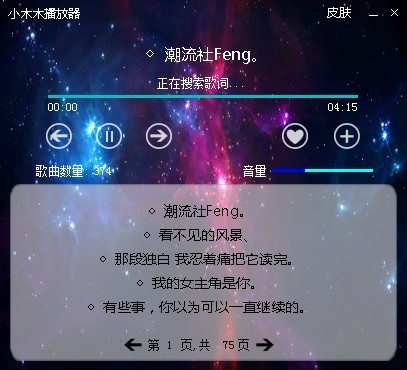 小木木播放器 皮肤
◇ 潮流社Feng。
正在搜索歌词...
00:00 04:15
歌曲数量: 374 音量
◇ 潮流社Feng。
◇ 看不见的风景、
◇ 那段独白 我忍着痛把它读完。
◇ 我的女主角是你。
◇ 有些事，你以为可以一直继续的。
第 1 页,共 75页